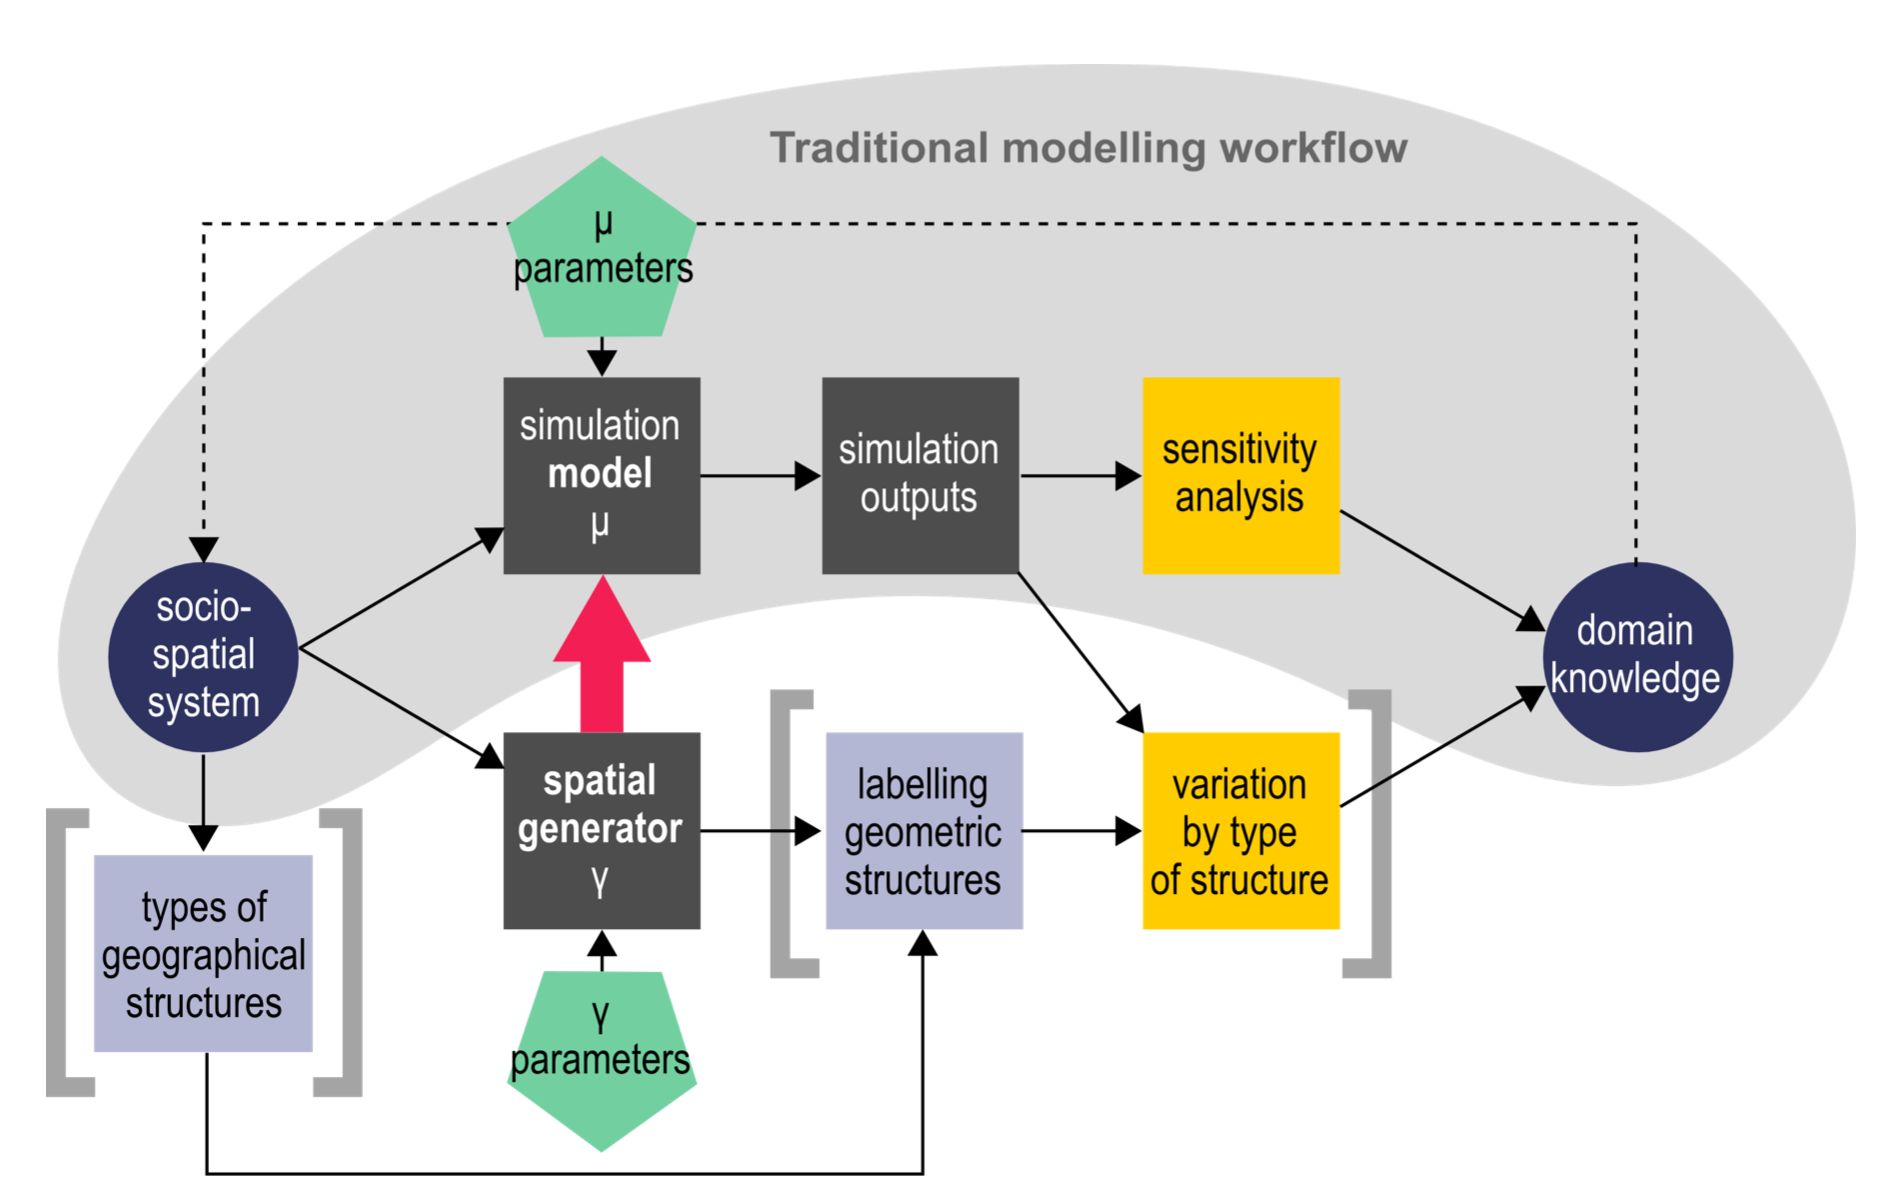 Traditional modelling workflow
μ
parameters
simulation
model
μ
simulation
outputs
sensitivity
analysis
socio-
spatial
system
domain
knowledge
spatial
generator
γ
labelling
geometric
structures
variation
by type
of structure
types of
geographical
structures
γ
parameters